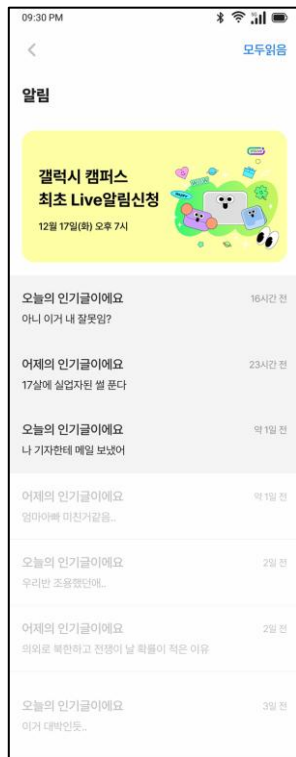 09:30 PM
모두읽음
알림
갤럭시 캠퍼스
최초 Live알림신청
12월 17일(화) 오후 7시
오늘의 인기글이에요 16시간 전
아니 이거 내 잘못임?
어제의 인기글이에요 23시간 전
17살에 실업자된 썰 푼다
오늘의 인기글이에요 약 1일 전
나 기자한테 메일 보냈어
어제의 인기글이에요 약 1일 전
엄마아빠 미친거같음..
오늘의 인기글이에요 2일 전
우리반 조용했던애..
어제의 인기글이에요 2일 전
의외로 북한하고 전쟁이 날 확률이 적은 이유
오늘의 인기글이에요 3일 전
이거 대박인듯..